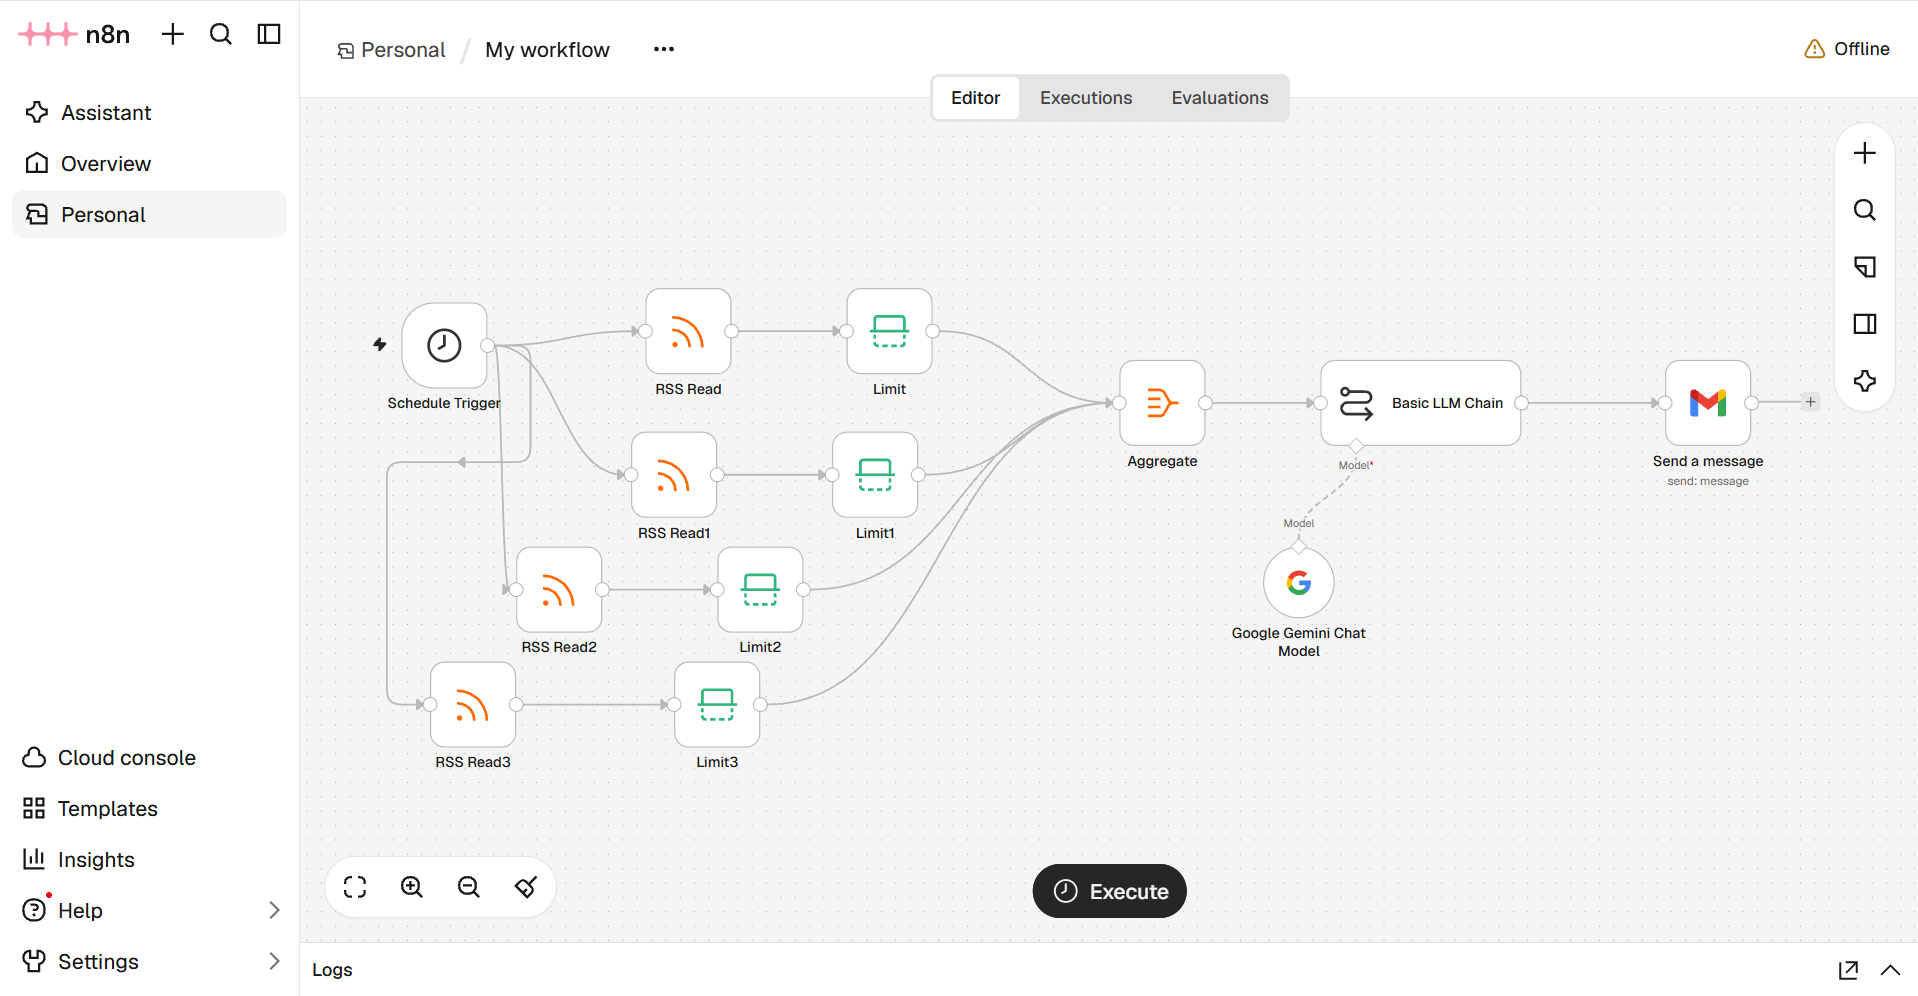 n8n
Personal / My workflow
Offline
Editor
Executions
Evaluations
Assistant
Overview
Personal
Schedule Trigger
RSS Read
Limit
RSS Read1
Limit1
RSS Read2
Limit2
RSS Read3
Limit3
Aggregate
Basic LLM Chain
Model*
Model
Google Gemini Chat
Model
Send a message
send: message
Cloud console
Templates
Insights
Help
Settings
Execute
Logs